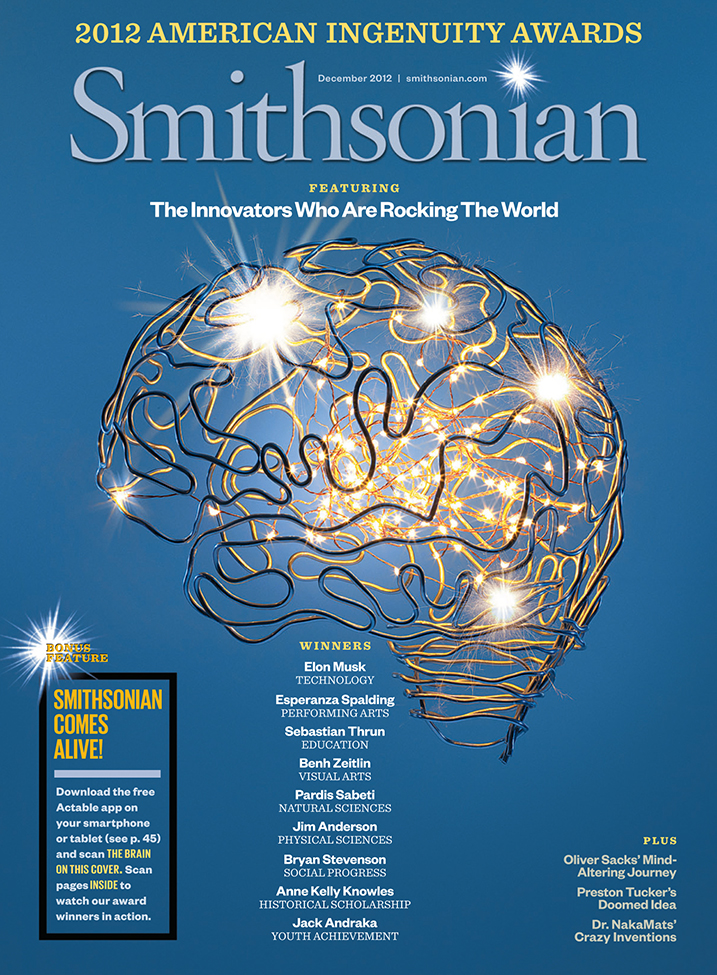 2012 AMERICAN INGENUITY AWARDS
December 2012 | smithsonian.com
Smithsonian
FEATURING
The Innovators Who Are Rocking The World
WINNERS
Elon Musk
TECHNOLOGY
Esperanza Spalding
PERFORMING ARTS
Sebastian Thrun
EDUCATION
Benh Zeitlin
VISUAL ARTS
Pardis Sabeti
NATURAL SCIENCES
Jim Anderson
PHYSICAL SCIENCES
Bryan Stevenson
SOCIAL PROGRESS
Anne Kelly Knowles
HISTORICAL SCHOLARSHIP
Jack Andraka
YOUTH ACHIEVEMENT
BONUS
FEATURE
SMITHSONIAN
COMES
ALIVE!
Download the free
Actable app on
your smartphone
or tablet (see p. 45)
and scan THE BRAIN
ON THIS COVER. Scan
pages INSIDE to
watch our award
winners in action.
PLUS
Oliver Sacks’ Mind-
Altering Journey
Preston Tucker’s
Doomed Idea
Dr. NakaMats’
Crazy Inventions